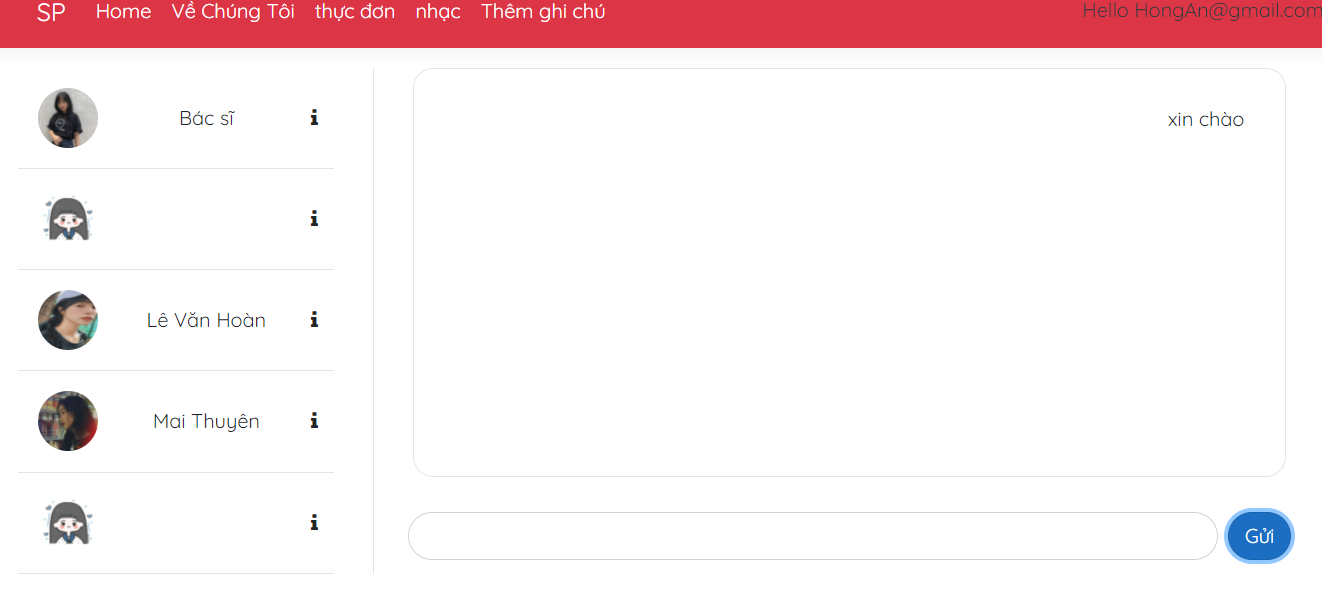 SP Home Về Chúng Tôi thực đơn nhạc Thêm ghi chú Hello HongAn@gmail.com
Bác sĩ
Lê Văn Hoàn
Mai Thuyên
xin chào
Gửi